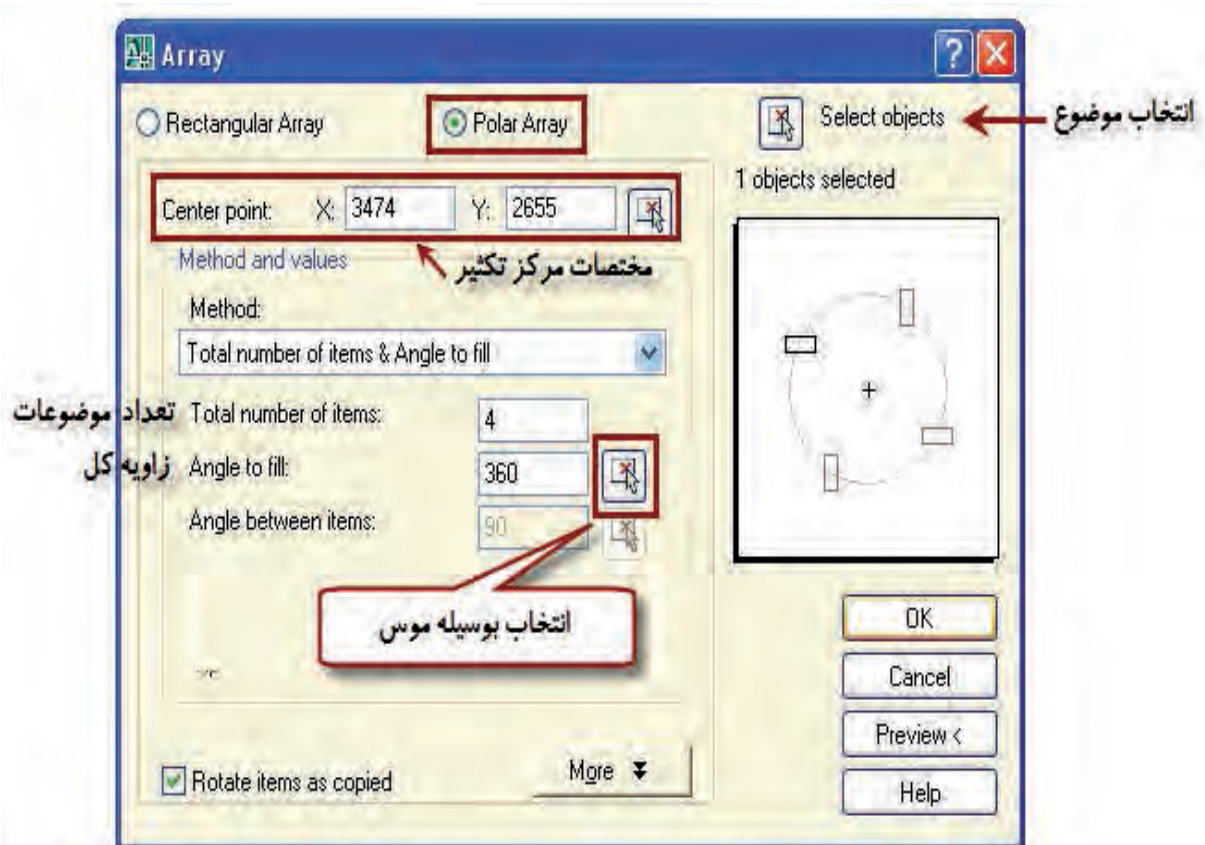 Array
Rectangular Array
Polar Array
Select objects
انتخاب موضوع
1 objects selected
Center point: X: 3474 Y: 2655
مختصات مرکز تکثیر
Method and values
Method:
Total number of items & Angle to fill
تعداد موضوعات
Total number of items: 4
زاویه کل
Angle to fill: 360
Angle between items: 90
انتخاب بوسیله موس
OK
Cancel
Preview <
Help
Rotate items as copied
More